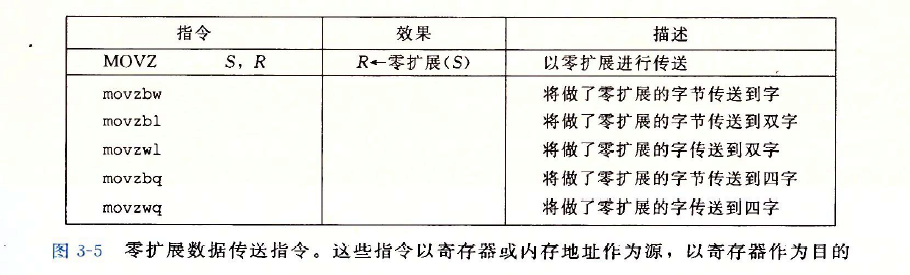 指令 效果 描述
MOVZ S, R R←零扩展(S) 以零扩展进行传送
movzbw 将做了零扩展的字节传送到字
movzbl 将做了零扩展的字节传送到双字
movzwl 将做了零扩展的字传送到双字
movzbq 将做了零扩展的字节传送到四字
movzwq 将做了零扩展的字传送到四字
图 3-5 零扩展数据传送指令。这些指令以寄存器或内存地址作为源，以寄存器作为目的